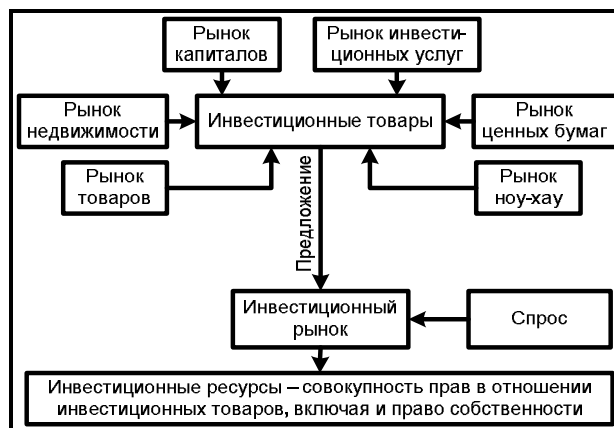 Рынок
капиталов
Рынок инвести-
ционных услуг
Рынок
недвижимости
Инвестиционные товары
Рынок
ценных бумаг
Рынок
товаров
Рынок
ноу-хау
Предложение
Инвестиционный
рынок
Спрос
Инвестиционные ресурсы – совокупность прав в отношении
инвестиционных товаров, включая и право собственности